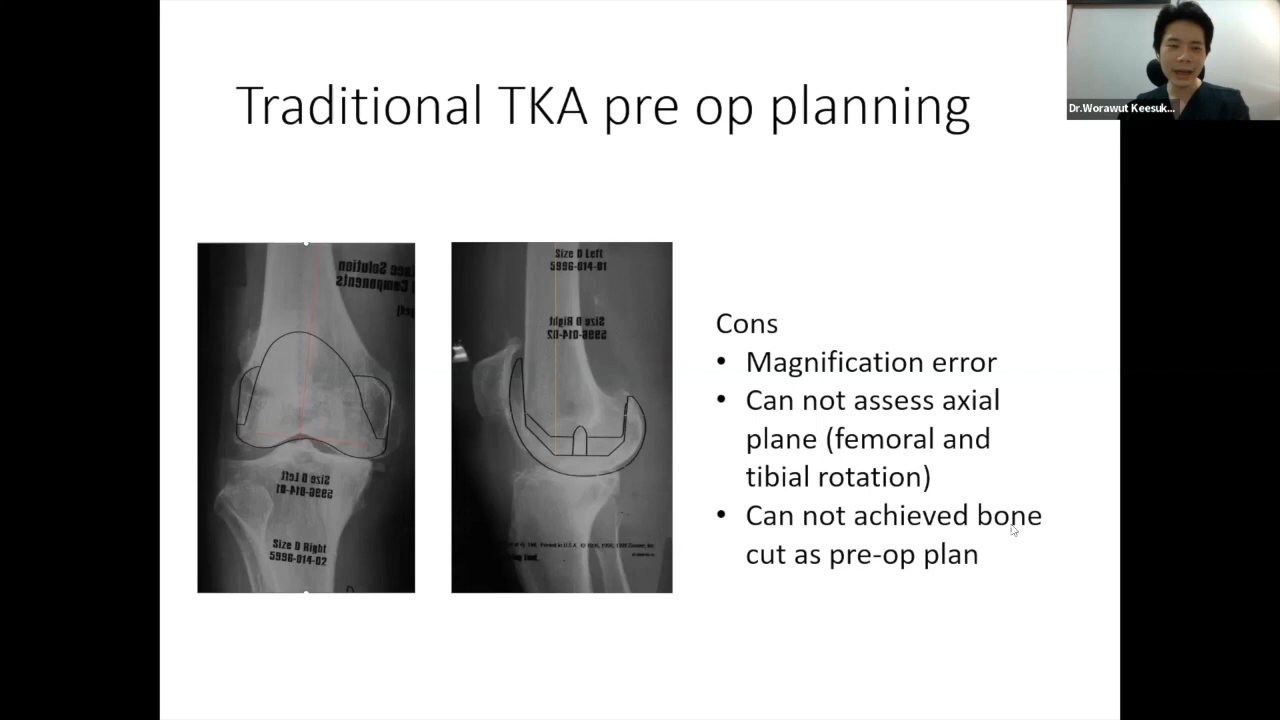 Traditional TKA pre op planning
Dr.Worawut Keesuk...
Size D Left
5996-014-01
Size D Right
5996-014-02
Size D Left
5996-014-01
Size D Right
5996-014-02
Cons
• Magnification error
• Can not assess axial
plane (femoral and
tibial rotation)
• Can not achieved bone
cut as pre-op plan